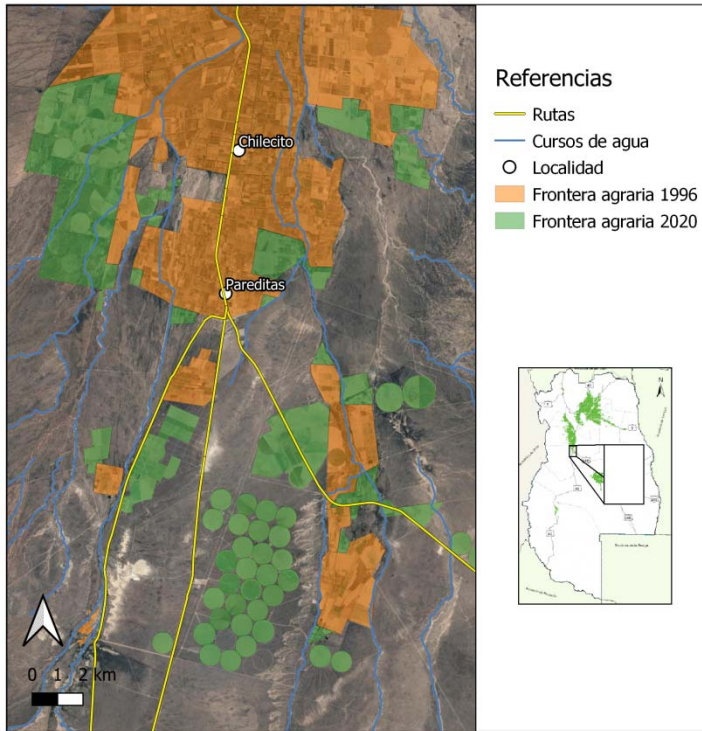 Chilecito
Pareditas
0 1 2 km
Referencias
Rutas
Cursos de agua
Localidad
Frontera agraria 1996
Frontera agraria 2020
N